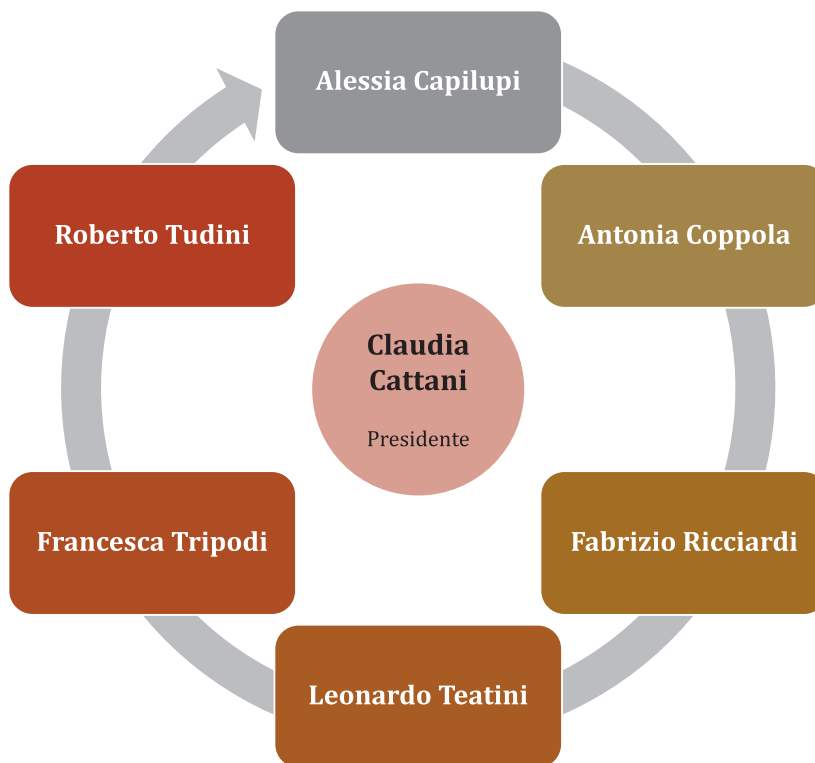 Alessia Capilupi
Roberto Tudini
Antonia Coppola
Claudia
Cattani
Presidente
Francesca Tripodi
Fabrizio Ricciardi
Leonardo Teatini